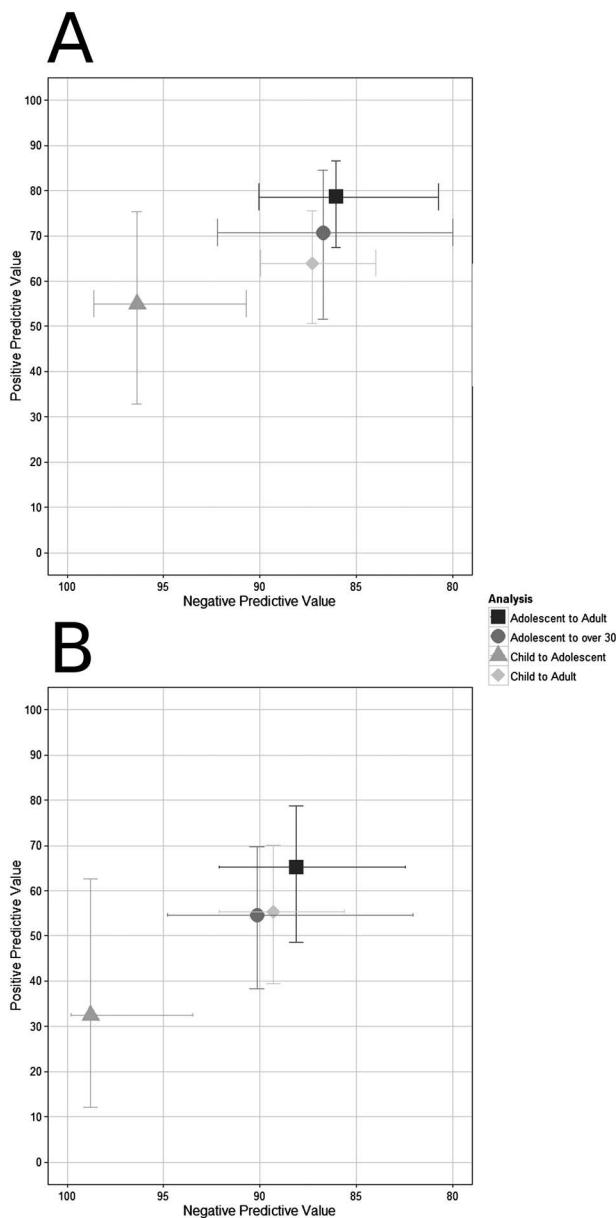 A
100
90
80
70
60
50
40
30
20
10
0
Positive Predictive Value
100 95 90 85 80
Negative Predictive Value
Analysis
Adolescent to Adult
Adolescent to over 30
Child to Adolescent
Child to Adult
B
100
90
80
70
60
50
40
30
20
10
0
Positive Predictive Value
100 95 90 85 80
Negative Predictive Value